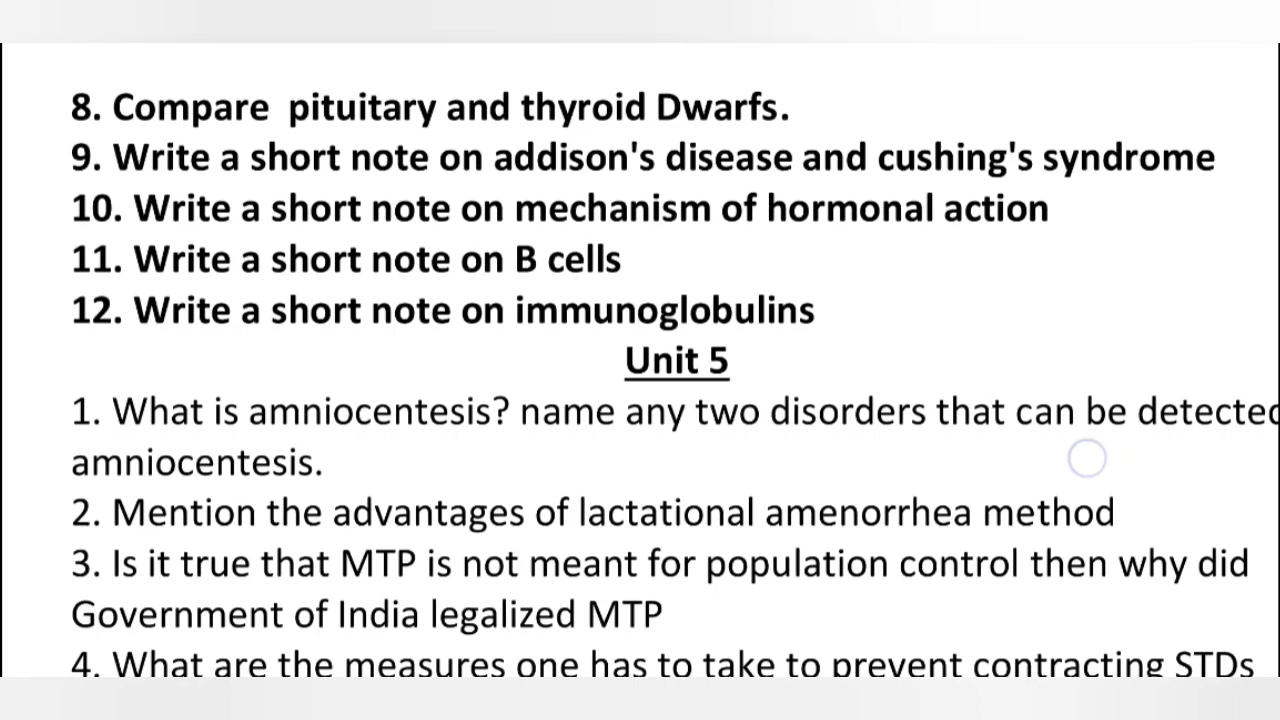 8. Compare  pituitary and thyroid Dwarfs.
9. Write a short note on addison's disease and cushing's syndrome
10. Write a short note on mechanism of hormonal action
11. Write a short note on B cells
12. Write a short note on immunoglobulins
Unit 5
1. What is amniocentesis? name any two disorders that can be detected
amniocentesis.
2. Mention the advantages of lactational amenorrhea method
3. Is it true that MTP is not meant for population control then why did
Government of India legalized MTP
4. What are the measures one has to take to prevent contracting STDs